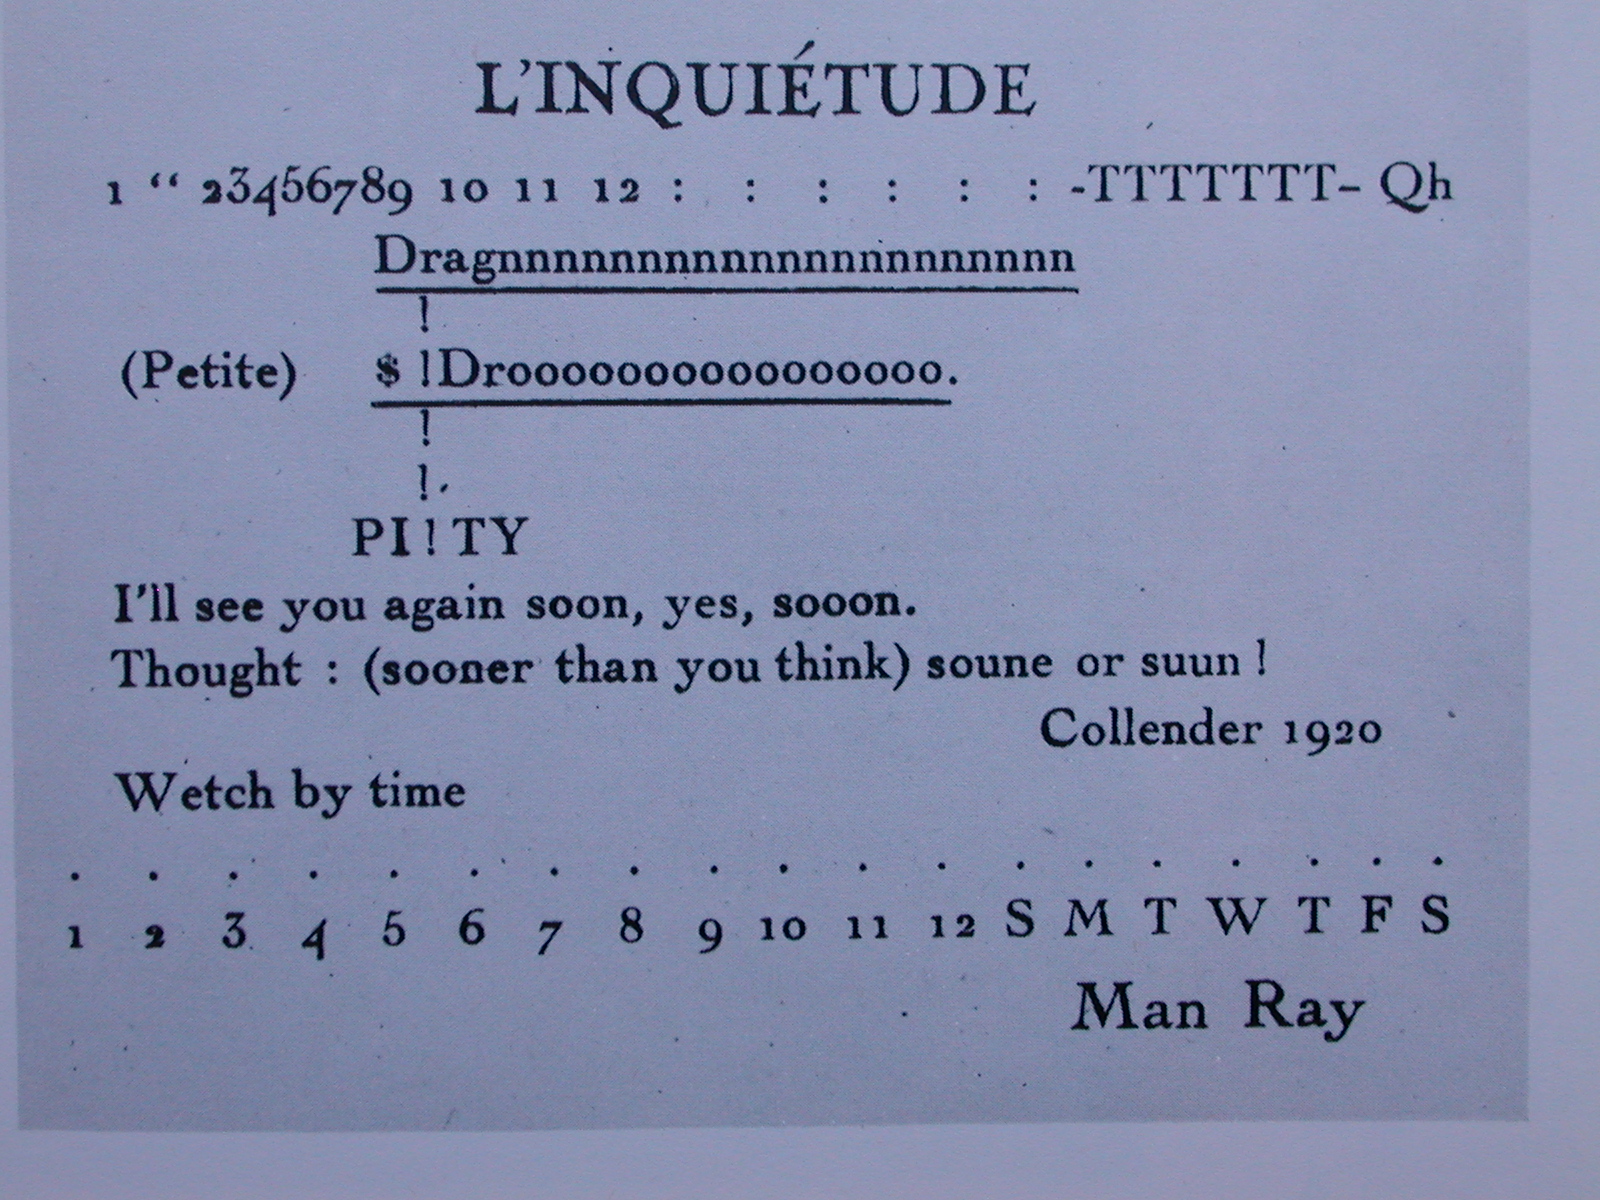 L'INQUIÉTUDE
1 “ 23456789 10 11 12 : : : : : : -TTTTTTT– Qh
Dragnnnnnnnnnnnnnnnnnnnnn
!
(Petite) $ !Drooooooooooooooooo.
!
!.
PI!TY
I'll see you again soon, yes, sooon.
Thought : (sooner than you think) soune or suun !
Collender 1920
Wetch by time
. . . . . . . . . . . . . . . . . . .
1 2 3 4 5 6 7 8 9 10 11 12 S M T W T F S
Man Ray